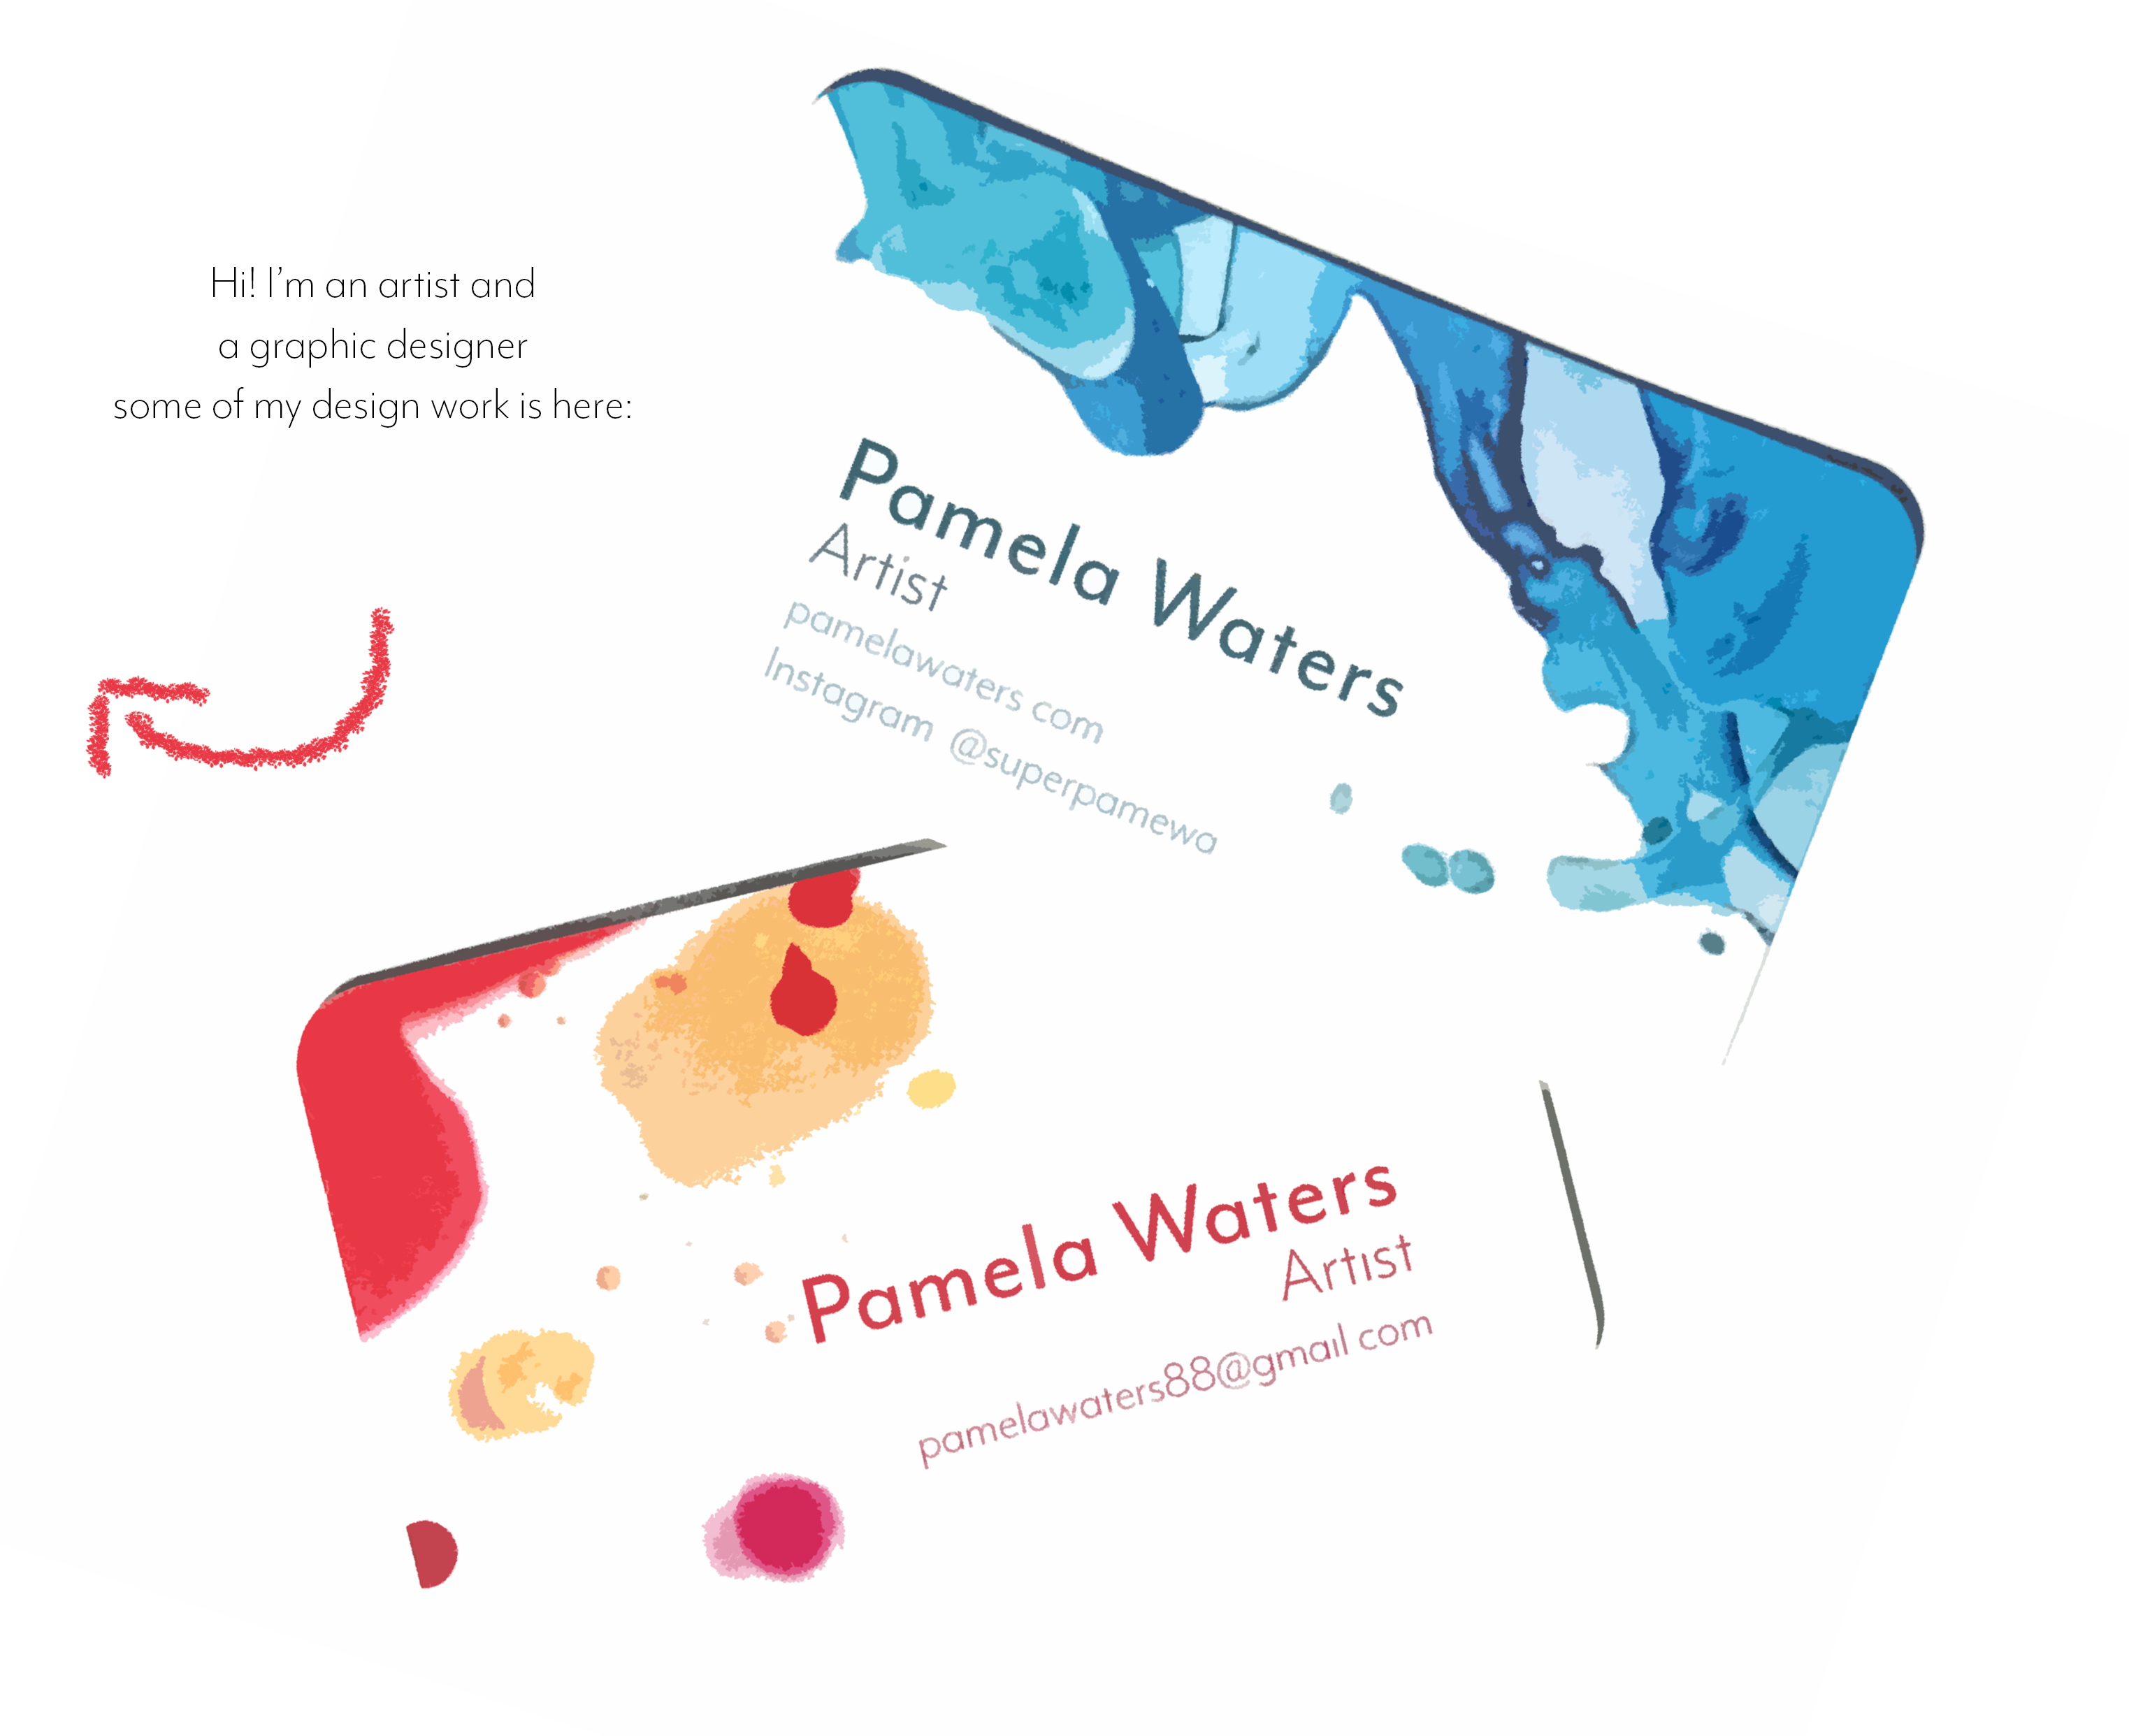 Hi! I'm an artist and
a graphic designer
some of my design work is here:
Pamela Waters
Artist
pamelawaters com
Instagram @superpamewa
Pamela Waters
Artist
pamelawaters88@gmail com